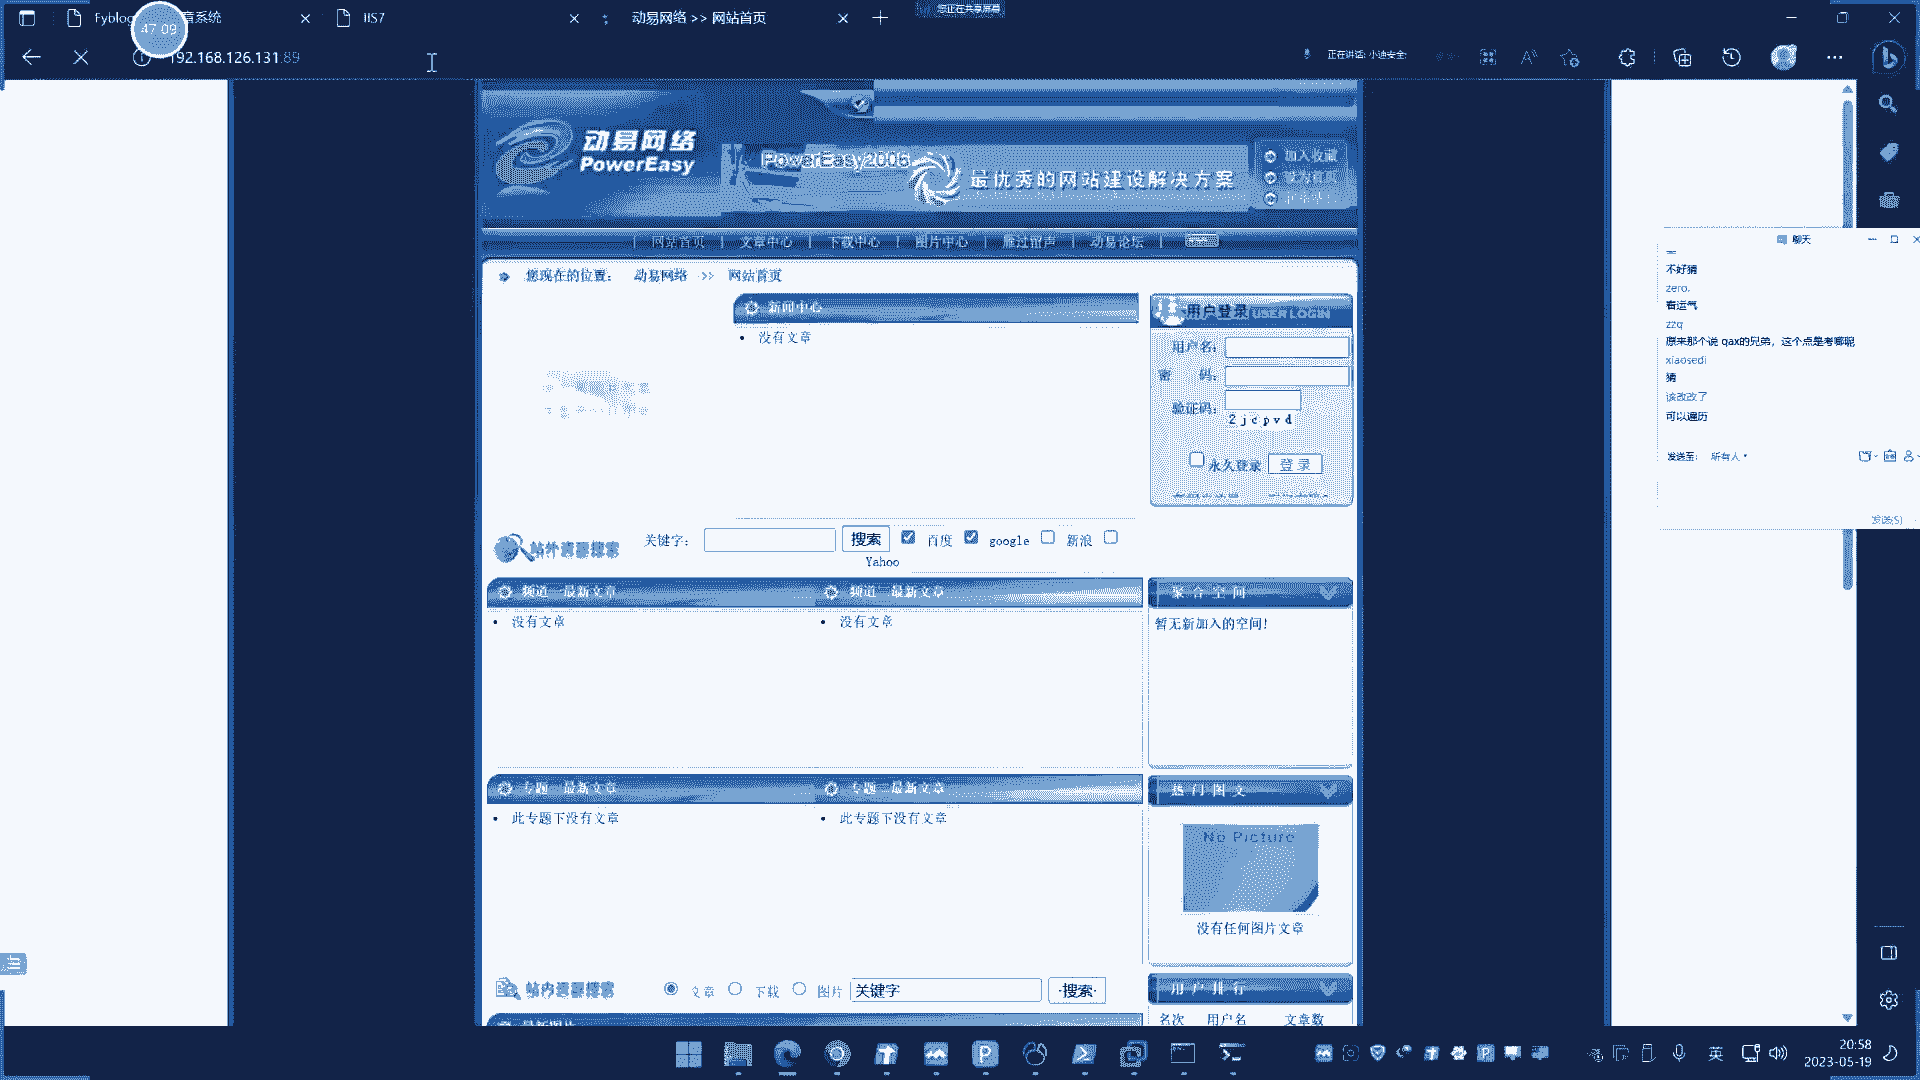 Fyblog
章系统
IIS7
动易网络 >> 网站首页
您正在共享屏幕
47:09
192.168.126.131:89
正在讲话: 小迪安全:
动易网络
PowerEasy
PowerEasy2006
最优秀的网站建设解决方案
加入收藏
设为首页
网站首页 | 文章中心 | 下载中心 | 图片中心 | 雁过留声 | 动易论坛 |
您现在的位置： 动易网络 >> 网站首页
新闻中心
没有文章
用户登录 USER LOGIN
用户名：
密 码：
验证码：
2jcpvd
永久登录 登录
站外资源搜索
关键字：
搜索
百度
google
新浪
Yahoo
频道一最新文章
频道二最新文章
没有文章
没有文章
聚合空间
暂无新加入的空间！
专题一最新文章
专题二最新文章
此专题下没有文章
此专题下没有文章
热门图文
No Picture
没有任何图片文章
站内资源搜索
文章
下载
图片
关键字
·搜索·
用户排行
名次 用户名 文章数
最新图片
聊天
不好猜
zero.
看运气
zzq
原来那个说 qax的兄弟，这个点是考哪呢
xiaosedi
猜
该改改了
可以遍历
发送至: 所有人
发送(S)
英
20:58
2023-05-19